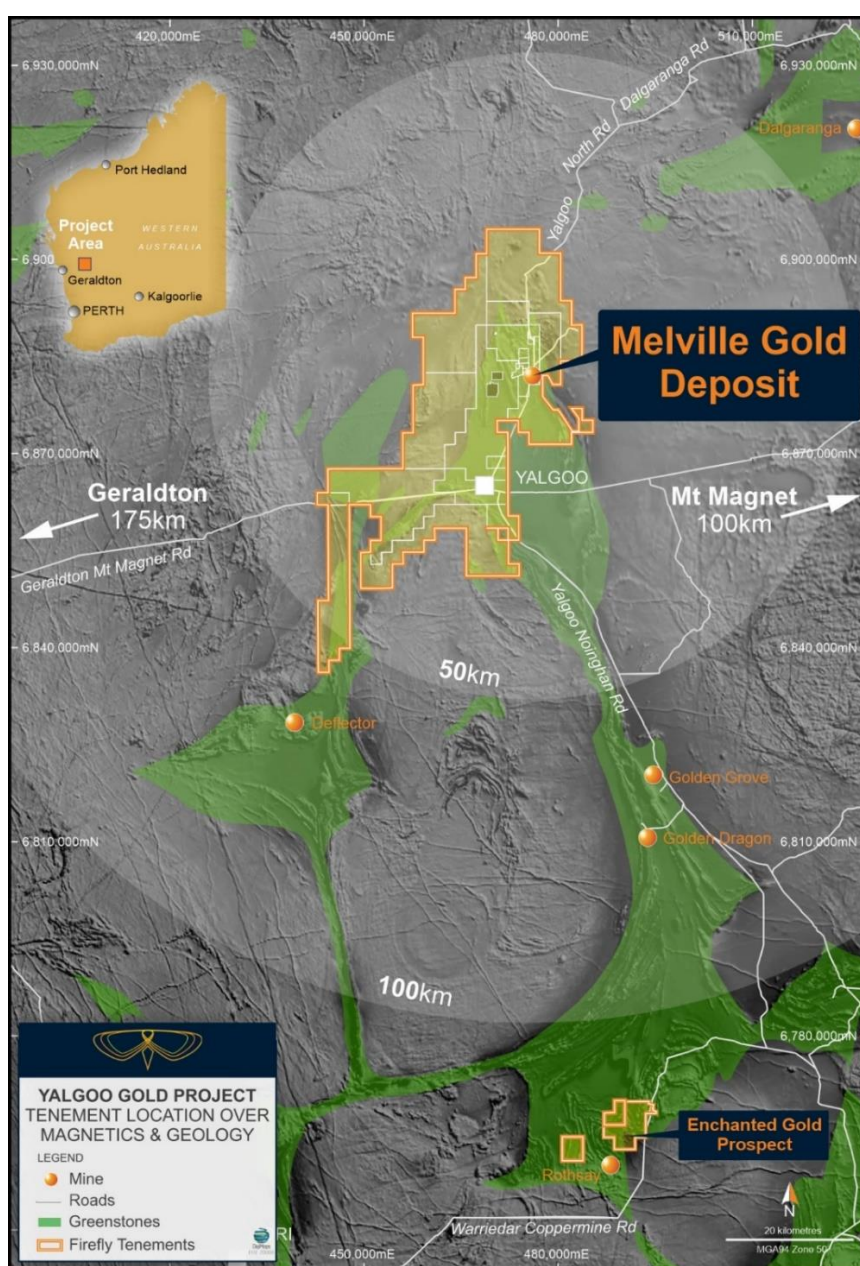 420,000mE
450,000mE
480,000mE
510,000mE
6,930,000mN
6,930,000mN
Dalgaranga Rd
North Rd
Yalgoo
Dalgaranga
Port Hedland
Project
Area
WESTERN
AUSTRALIA
Geraldton
Kalgoorlie
PERTH
6,900
6,900,000mN
Melville Gold
Deposit
6,870,000mN
6,870,000mN
YALGOO
Geraldton
175km
Mt Magnet
100km
Geraldton Mt Magnet Rd
Yalgoo Noinghan Rd
6,840,000mN
6,840,000mN
50km
Deflector
Golden Grove
Golden Dragon
6,810,000mN
6,810,000mN
100km
6,780,000mN
YALGOO GOLD PROJECT
TENEMENT LOCATION OVER
MAGNETICS & GEOLOGY
LEGEND
Mine
Roads
Greenstones
Firefly Tenements
Enchanted Gold
Prospect
Rothsay
Warriedar Coppermine Rd
N
20 kilometres
MGA94 Zone 50
RI
450,000mE
480,000mE